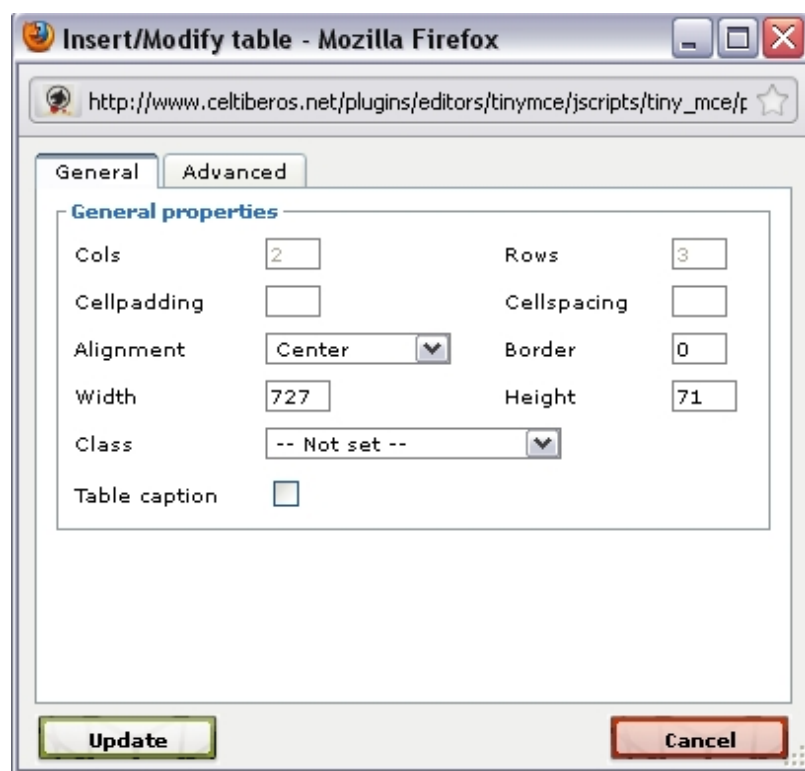 Insert/Modify table - Mozilla Firefox
http://www.celtiberos.net/plugins/editors/tinymce/jscripts/tiny_mce/p
General Advanced
General properties
Cols 2 Rows 3
Cellpadding Cellspacing
Alignment Center Border 0
Width 727 Height 71
Class -- Not set --
Table caption
Update Cancel